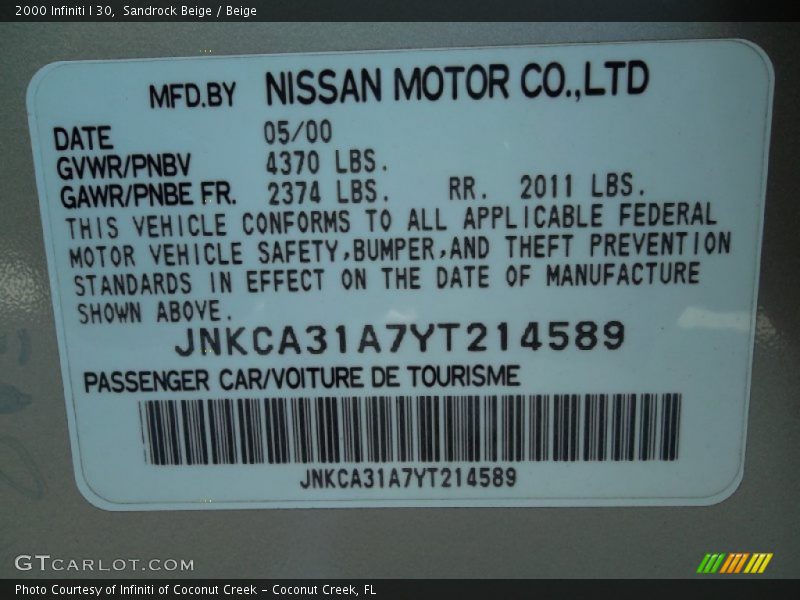 2000 Infiniti I 30, Sandrock Beige / Beige
MFD.BY NISSAN MOTOR CO.,LTD
DATE 05/00
GVWR/PNBV 4370 LBS.
GAWR/PNBE FR. 2374 LBS. RR. 2011 LBS.
THIS VEHICLE CONFORMS TO ALL APPLICABLE FEDERAL
MOTOR VEHICLE SAFETY,BUMPER,AND THEFT PREVENTION
STANDARDS IN EFFECT ON THE DATE OF MANUFACTURE
SHOWN ABOVE.
JNKCA31A7YT214589
PASSENGER CAR/VOITURE DE TOURISME
JNKCA31A7YT214589
GTCARLOT.COM
Photo Courtesy of Infiniti of Coconut Creek – Coconut Creek, FL